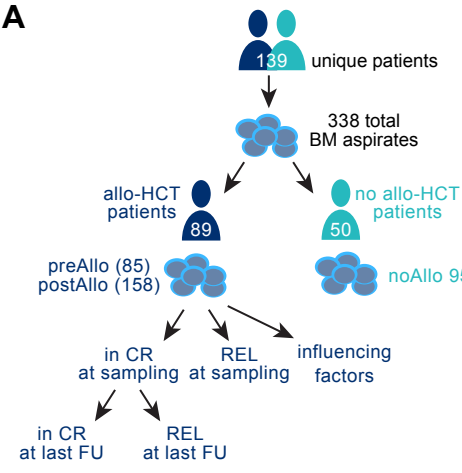 A
139 unique patients
338 total
BM aspirates
allo-HCT
patients
89
no allo-HCT
patients
50
preAllo (85)
postAllo (158)
noAllo 95
in CR
at sampling
REL
at sampling
influencing
factors
in CR
at last FU
REL
at last FU